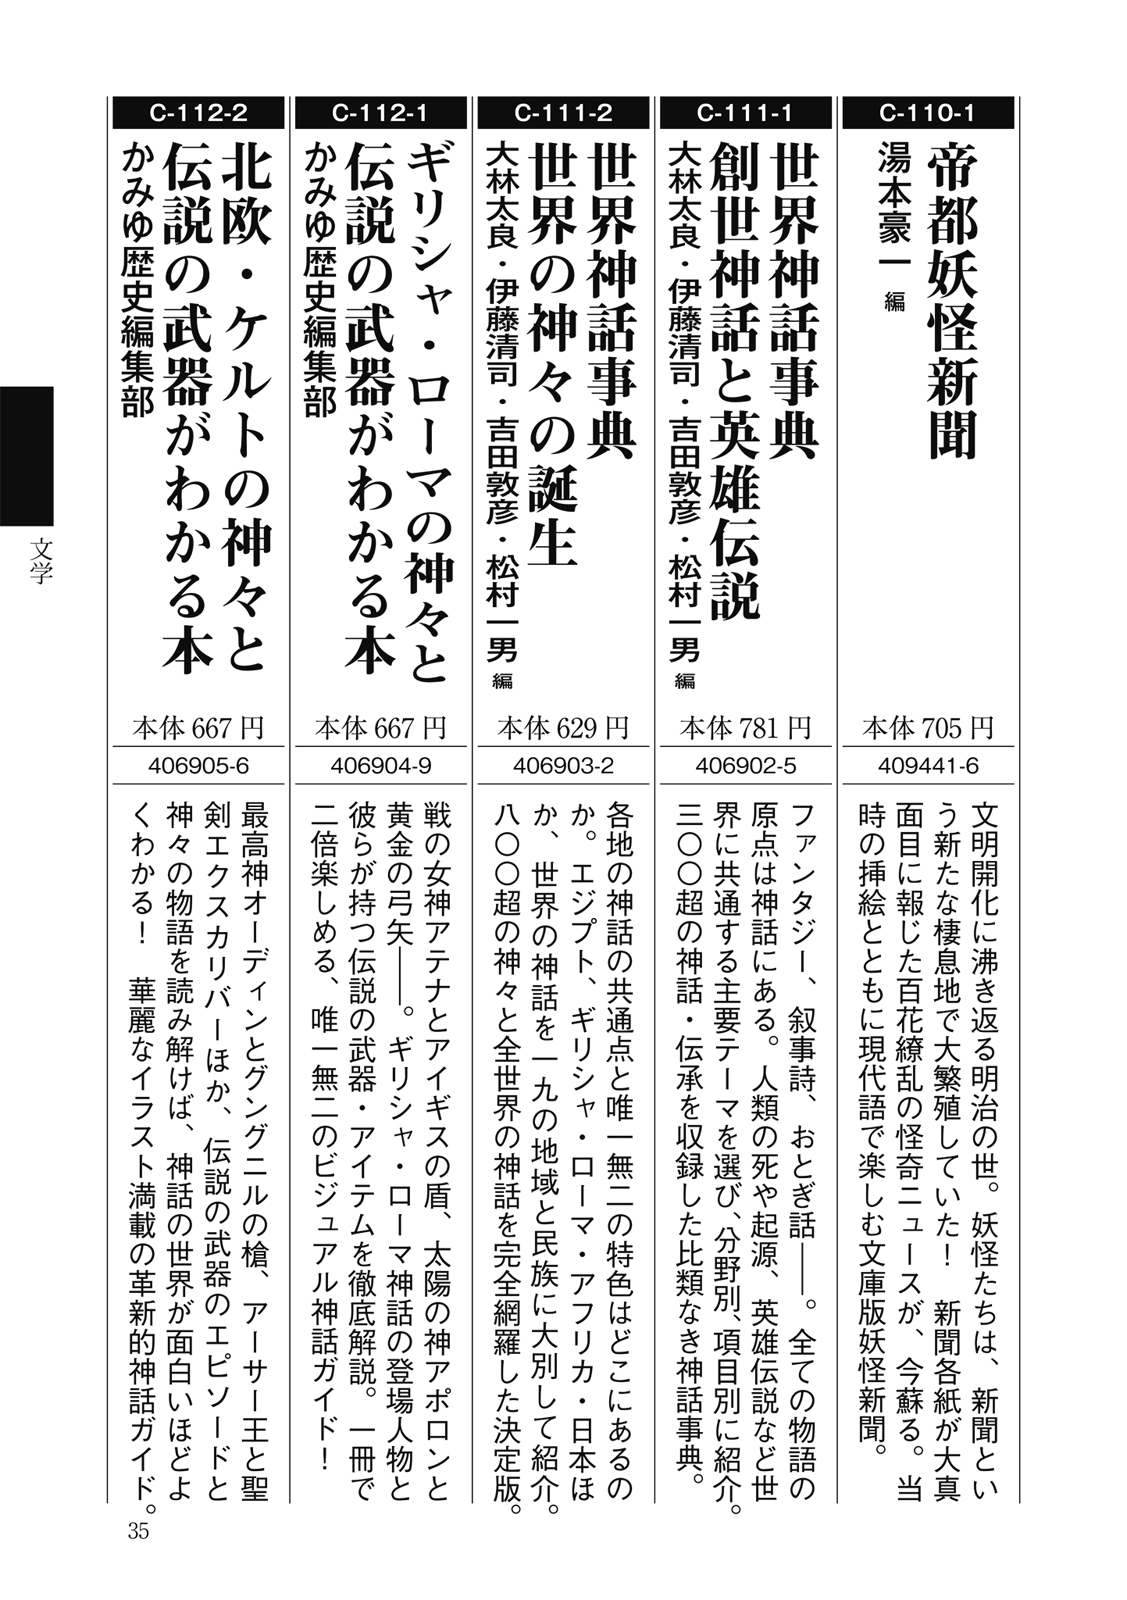 C-110-1
帝都妖怪新聞
湯本豪一 編
本体 705 円
409441-6
文明開化に沸き返る明治の世。妖怪たちは、新聞とい
う新たな棲息地で大繁殖していた！　新聞各紙が大真
面目に報じた百花繚乱の怪奇ニュースが、今蘇る。当
時の挿絵とともに現代語で楽しむ文庫版妖怪新聞。
C-111-1
世界神話事典
創世神話と英雄伝説
大林太良・伊藤清司・吉田敦彦・松村一男 編
本体 781 円
406902-5
ファンタジー、叙事詩、おとぎ話――。全ての物語の
原点は神話にある。人類の死や起源、英雄伝説など世
界に共通する主要テーマを選び、分野別、項目別に紹介。
三〇〇超の神話・伝承を収録した比類なき神話事典。
C-111-2
世界神話事典
世界の神々の誕生
大林太良・伊藤清司・吉田敦彦・松村一男 編
本体 629 円
406903-2
各地の神話の共通点と唯一無二の特色はどこにあるの
か。エジプト、ギリシャ・ローマ・アフリカ・日本ほ
か、世界の神話を一九の地域と民族に大別して紹介。
八〇〇超の神々と全世界の神話を完全網羅した決定版。
C-112-1
ギリシャ・ローマの神々と
伝説の武器がわかる本
かみゆ歴史編集部
本体 667 円
406904-9
戦の女神アテナとアイギスの盾、太陽の神アポロンと
黄金の弓矢――。ギリシャ・ローマ神話の登場人物と
彼らが持つ伝説の武器・アイテムを徹底解説。一冊で
二倍楽しめる、唯一無二のビジュアル神話ガイド！
C-112-2
北欧・ケルトの神々と
伝説の武器がわかる本
かみゆ歴史編集部
本体 667 円
406905-6
最高神オーディンとグングニルの槍、アーサー王と聖
剣エクスカリバーほか、伝説の武器のエピソードと
神々の物語を読み解けば、神話の世界が面白いほどよ
くわかる！　華麗なイラスト満載の革新的神話ガイド。
文学
35